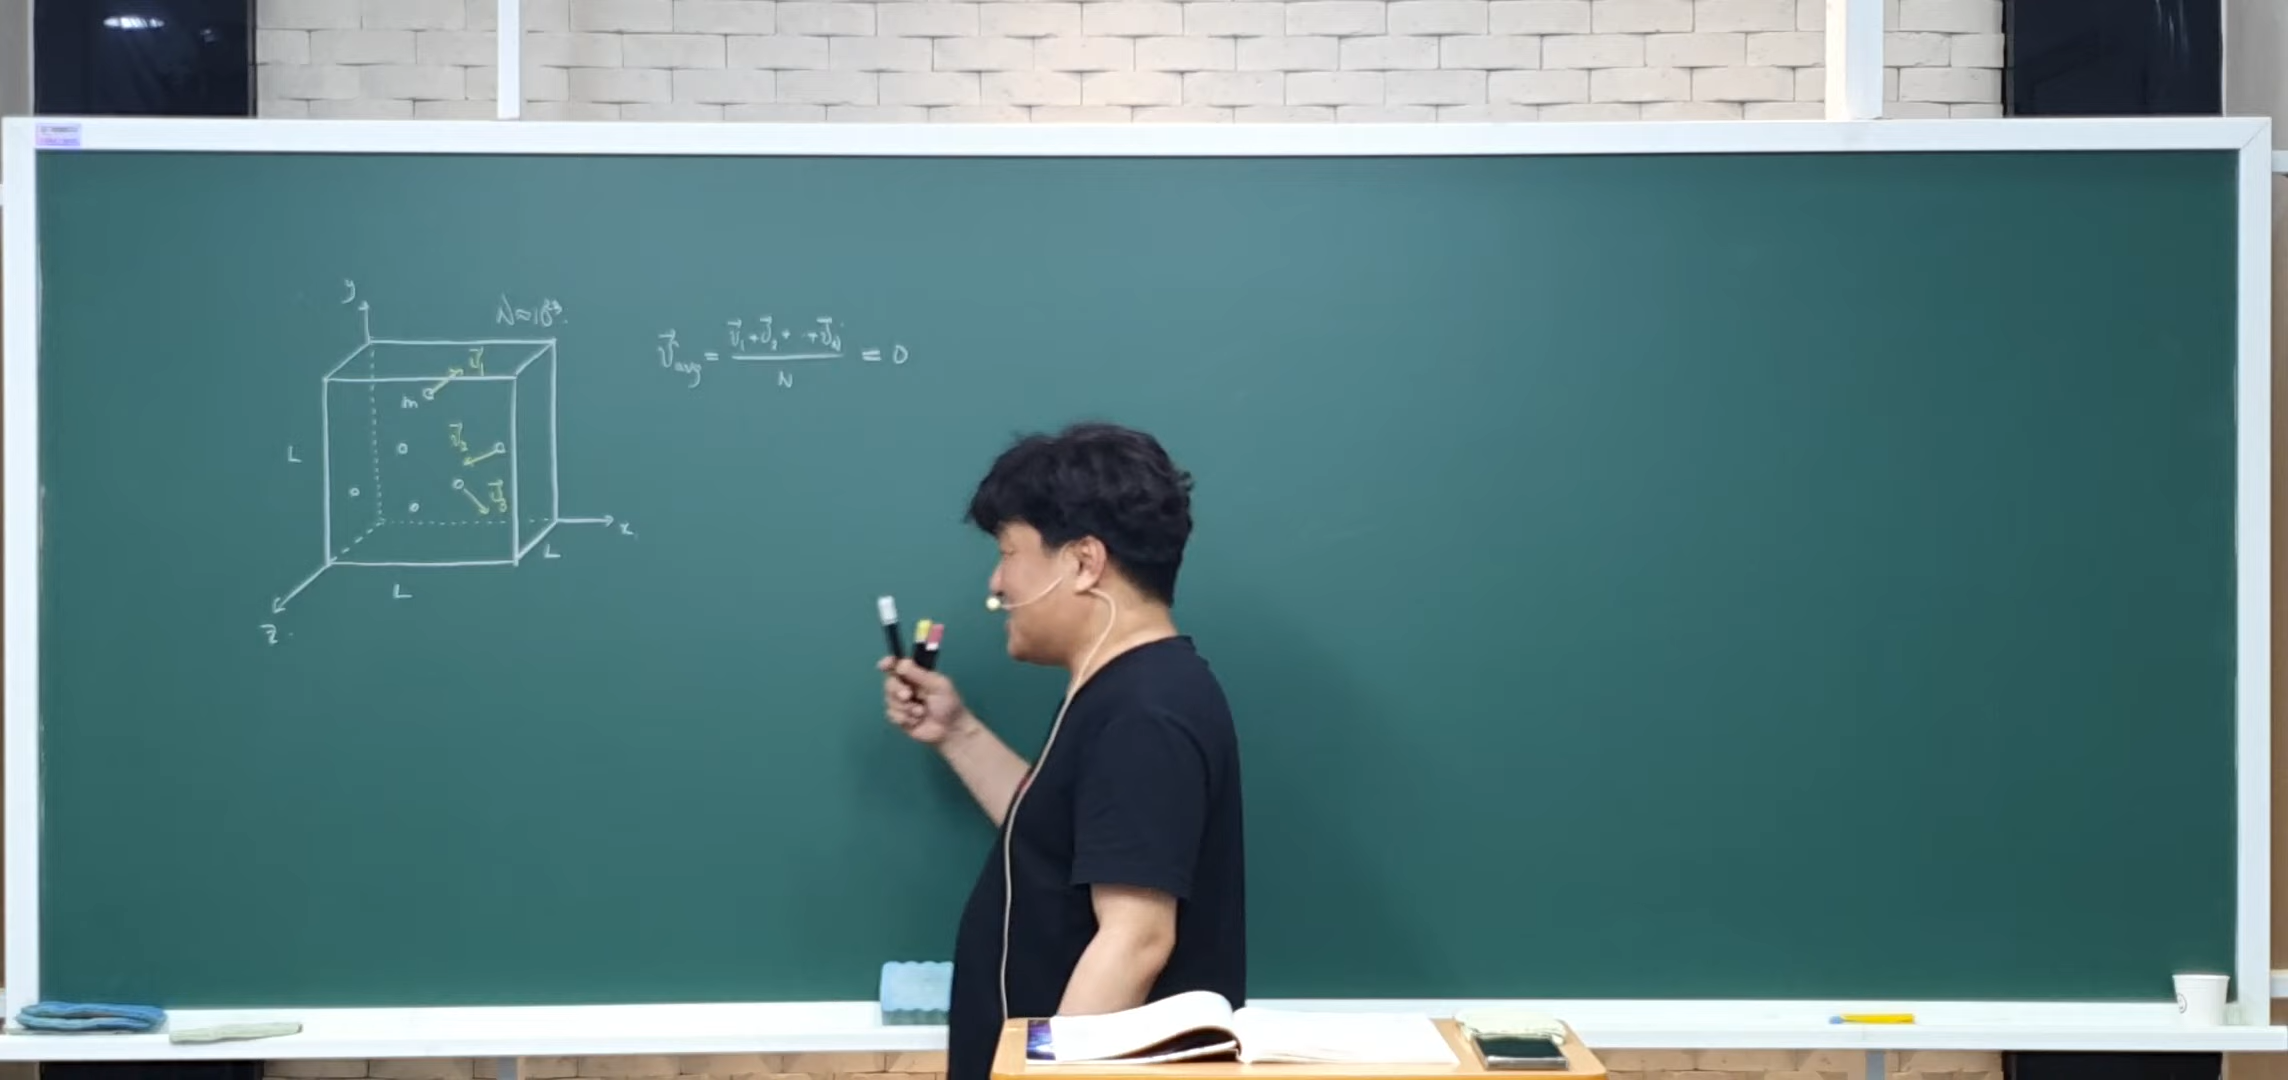 y
N≈10²³.
m
v⃗₁
v⃗₂
v⃗₃
L
L
L
x
z
v⃗avg = (v⃗₁+v⃗₂+⋯+v⃗N)/N = 0